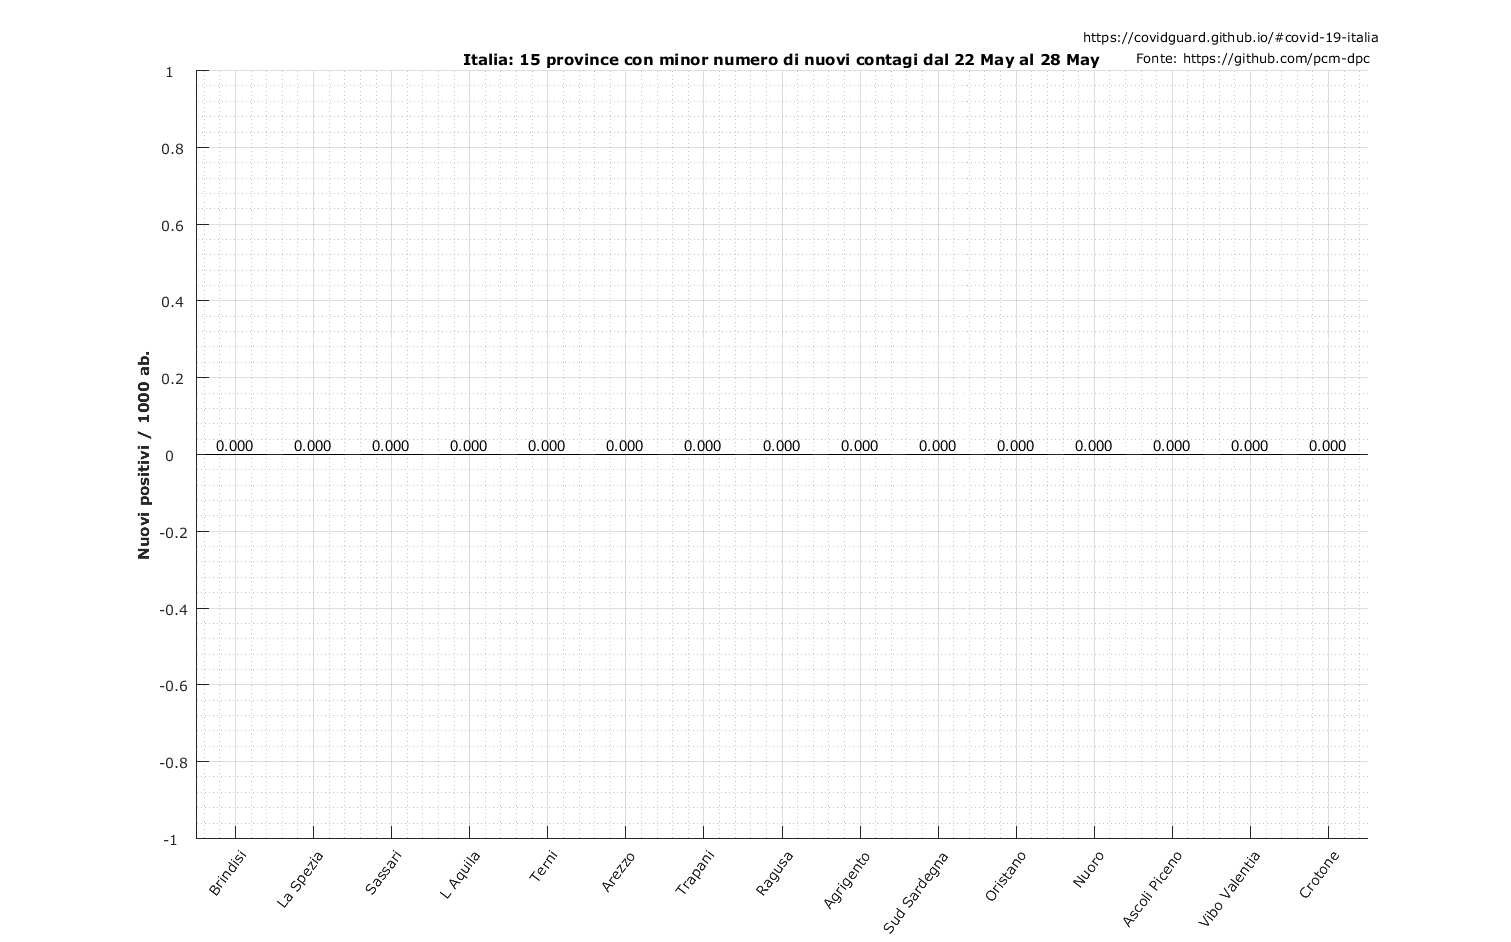 https://covidguard.github.io/#covid-19-italia
Italia: 15 province con minor numero di nuovi contagi dal 22 May al 28 May
Fonte: https://github.com/pcm-dpc
Nuovi positivi / 1000 ab.
1
0.8
0.6
0.4
0.2
0
-0.2
-0.4
-0.6
-0.8
-1
0.000 0.000 0.000 0.000 0.000 0.000 0.000 0.000 0.000 0.000 0.000 0.000 0.000 0.000 0.000
Brindisi
La Spezia
Sassari
L Aquila
Terni
Arezzo
Trapani
Ragusa
Agrigento
Sud Sardegna
Oristano
Nuoro
Ascoli Piceno
Vibo Valentia
Crotone